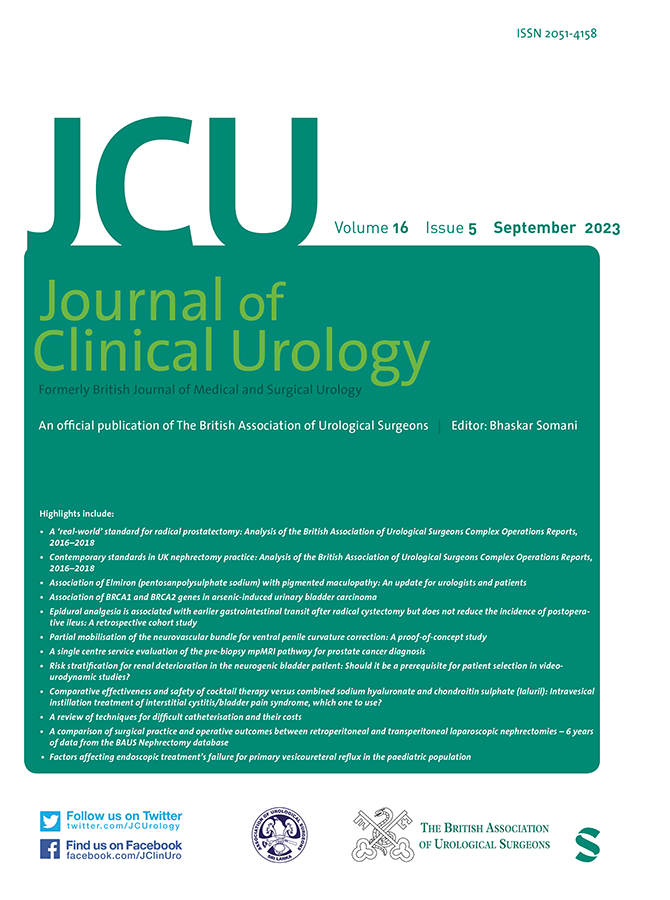 ISSN 2051-4158
JCU
Volume 16 Issue 5 September 2023
Journal of
Clinical Urology
Formerly British Journal of Medical and Surgical Urology
An official publication of The British Association of Urological Surgeons | Editor: Bhaskar Somani
Highlights include:
• A ‘real-world’ standard for radical prostatectomy: Analysis of the British Association of Urological Surgeons Complex Operations Reports,
2016–2018
• Contemporary standards in UK nephrectomy practice: Analysis of the British Association of Urological Surgeons Complex Operations Reports,
2016–2018
• Association of Elmiron (pentosanpolysulphate sodium) with pigmented maculopathy: An update for urologists and patients
• Association of BRCA1 and BRCA2 genes in arsenic-induced urinary bladder carcinoma
• Epidural analgesia is associated with earlier gastrointestinal transit after radical cystectomy but does not reduce the incidence of postopera-
tive ileus: A retrospective cohort study
• Partial mobilisation of the neurovascular bundle for ventral penile curvature correction: A proof-of-concept study
• A single centre service evaluation of the pre-biopsy mpMRI pathway for prostate cancer diagnosis
• Risk stratification for renal deterioration in the neurogenic bladder patient: Should it be a prerequisite for patient selection in video-
urodynamic studies?
• Comparative effectiveness and safety of cocktail therapy versus combined sodium hyaluronate and chondroitin sulphate (Ialuril): Intravesical
instillation treatment of interstitial cystitis/bladder pain syndrome, which one to use?
• A review of techniques for difficult catheterisation and their costs
• A comparison of surgical practice and operative outcomes between retroperitoneal and transperitoneal laparoscopic nephrectomies – 6 years
of data from the BAUS Nephrectomy database
• Factors affecting endoscopic treatment’s failure for primary vesicoureteral reflux in the paediatric population
Follow us on Twitter
twitter.com/JCUrology
Find us on Facebook
facebook.com/JClinUro
ASSOCIATION OF UROLOGICAL SURGEONS
SRI LANKA
THE BRITISH ASSOCIATION
OF UROLOGICAL SURGEONS